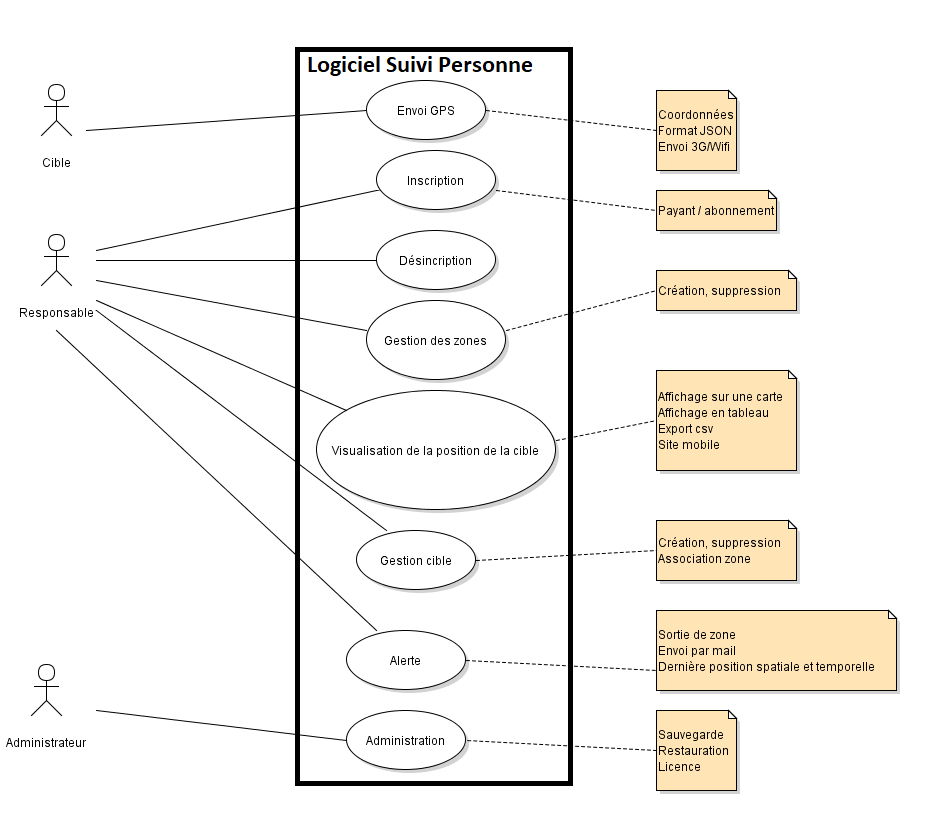 Logiciel Suivi Personne
Cible
Envoi GPS
Coordonnées
Format JSON
Envoi 3G/Wifi
Inscription
Payant / abonnement
Responsable
Désincription
Gestion des zones
Création, suppression
Visualisation de la position de la cible
Affichage sur une carte
Affichage en tableau
Export csv
Site mobile
Gestion cible
Création, suppression
Association zone
Alerte
Sortie de zone
Envoi par mail
Dernière position spatiale et temporelle
Administrateur
Administration
Sauvegarde
Restauration
Licence